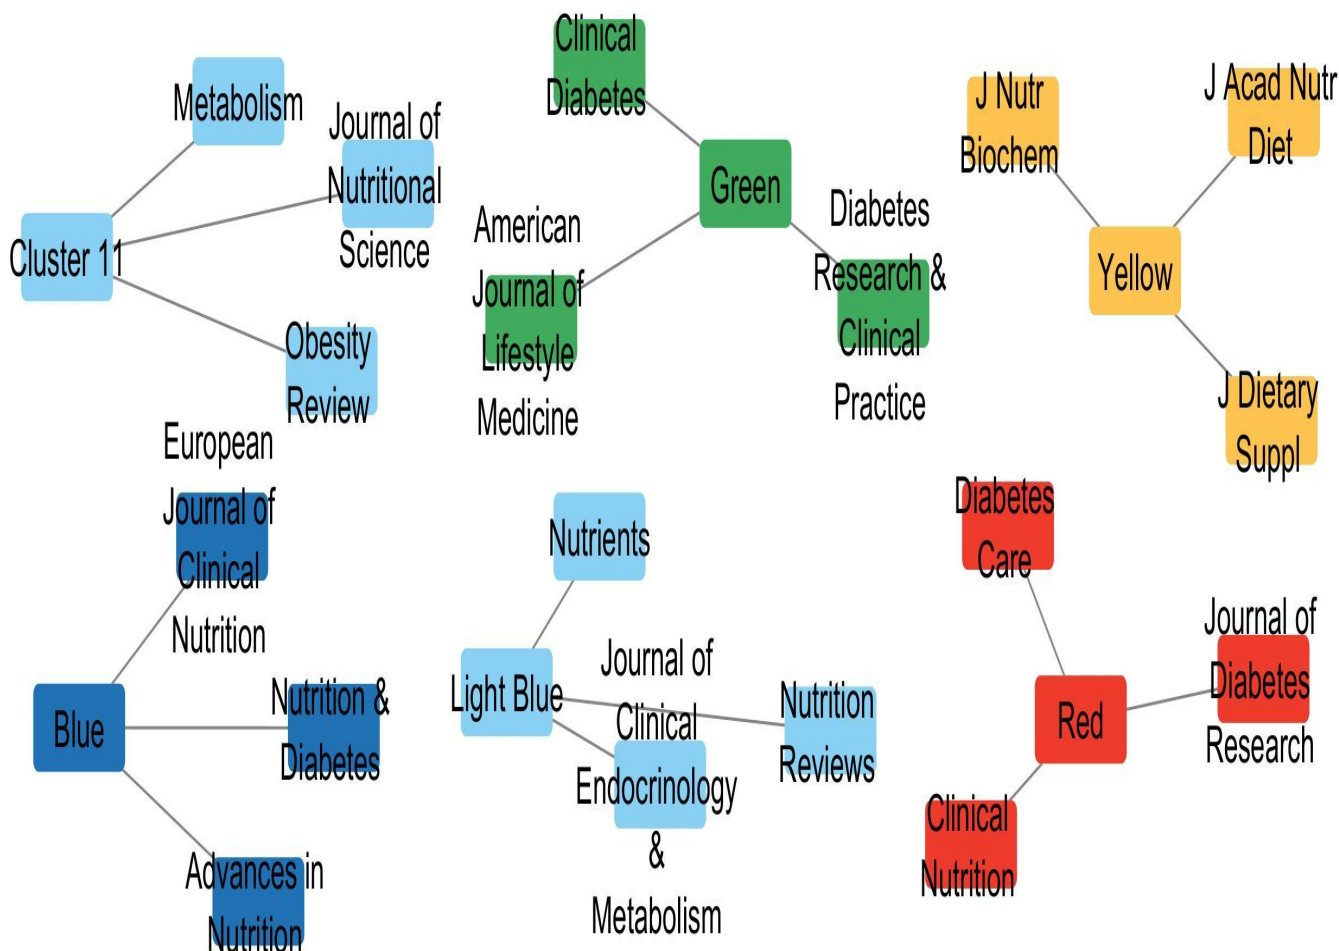 Metabolism
Journal of
Nutritional
Science
Cluster 11
Obesity
Review
Clinical
Diabetes
Green
American
Journal of
Lifestyle
Medicine
Diabetes
Research &
Clinical
Practice
J Nutr
Biochem
J Acad Nutr
Diet
Yellow
J Dietary
Suppl
European
Journal of
Clinical
Nutrition
Blue
Nutrition &
Diabetes
Advances in
Nutrition
Nutrients
Light Blue
Journal of
Clinical
Endocrinology
&
Metabolism
Nutrition
Reviews
Diabetes
Care
Journal of
Diabetes
Research
Red
Clinical
Nutrition